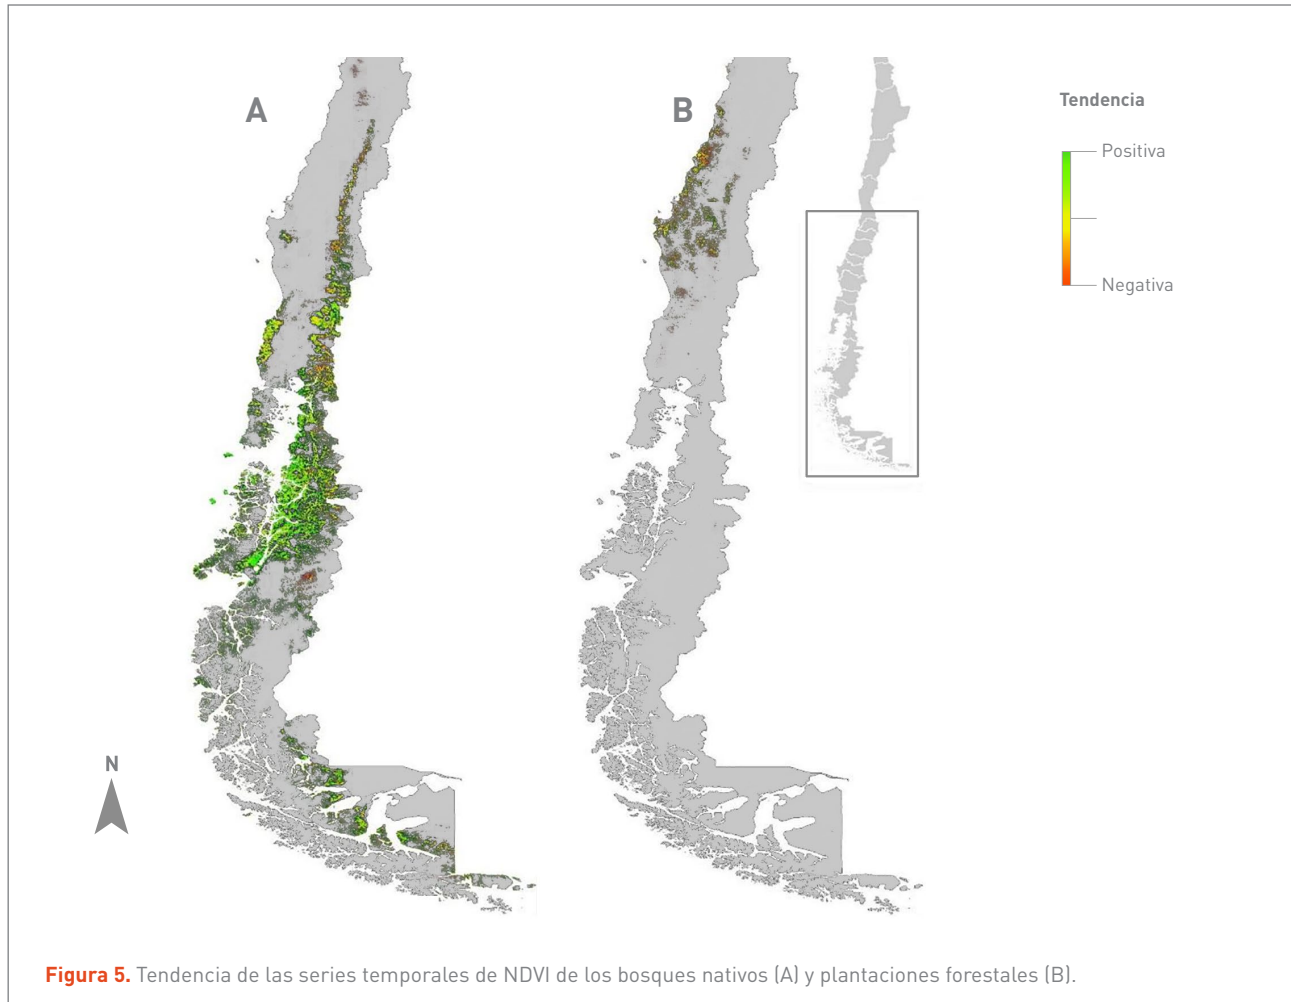 A
B
Tendencia
Positiva
Negativa
N
Figura 5. Tendencia de las series temporales de NDVI de los bosques nativos (A) y plantaciones forestales (B).